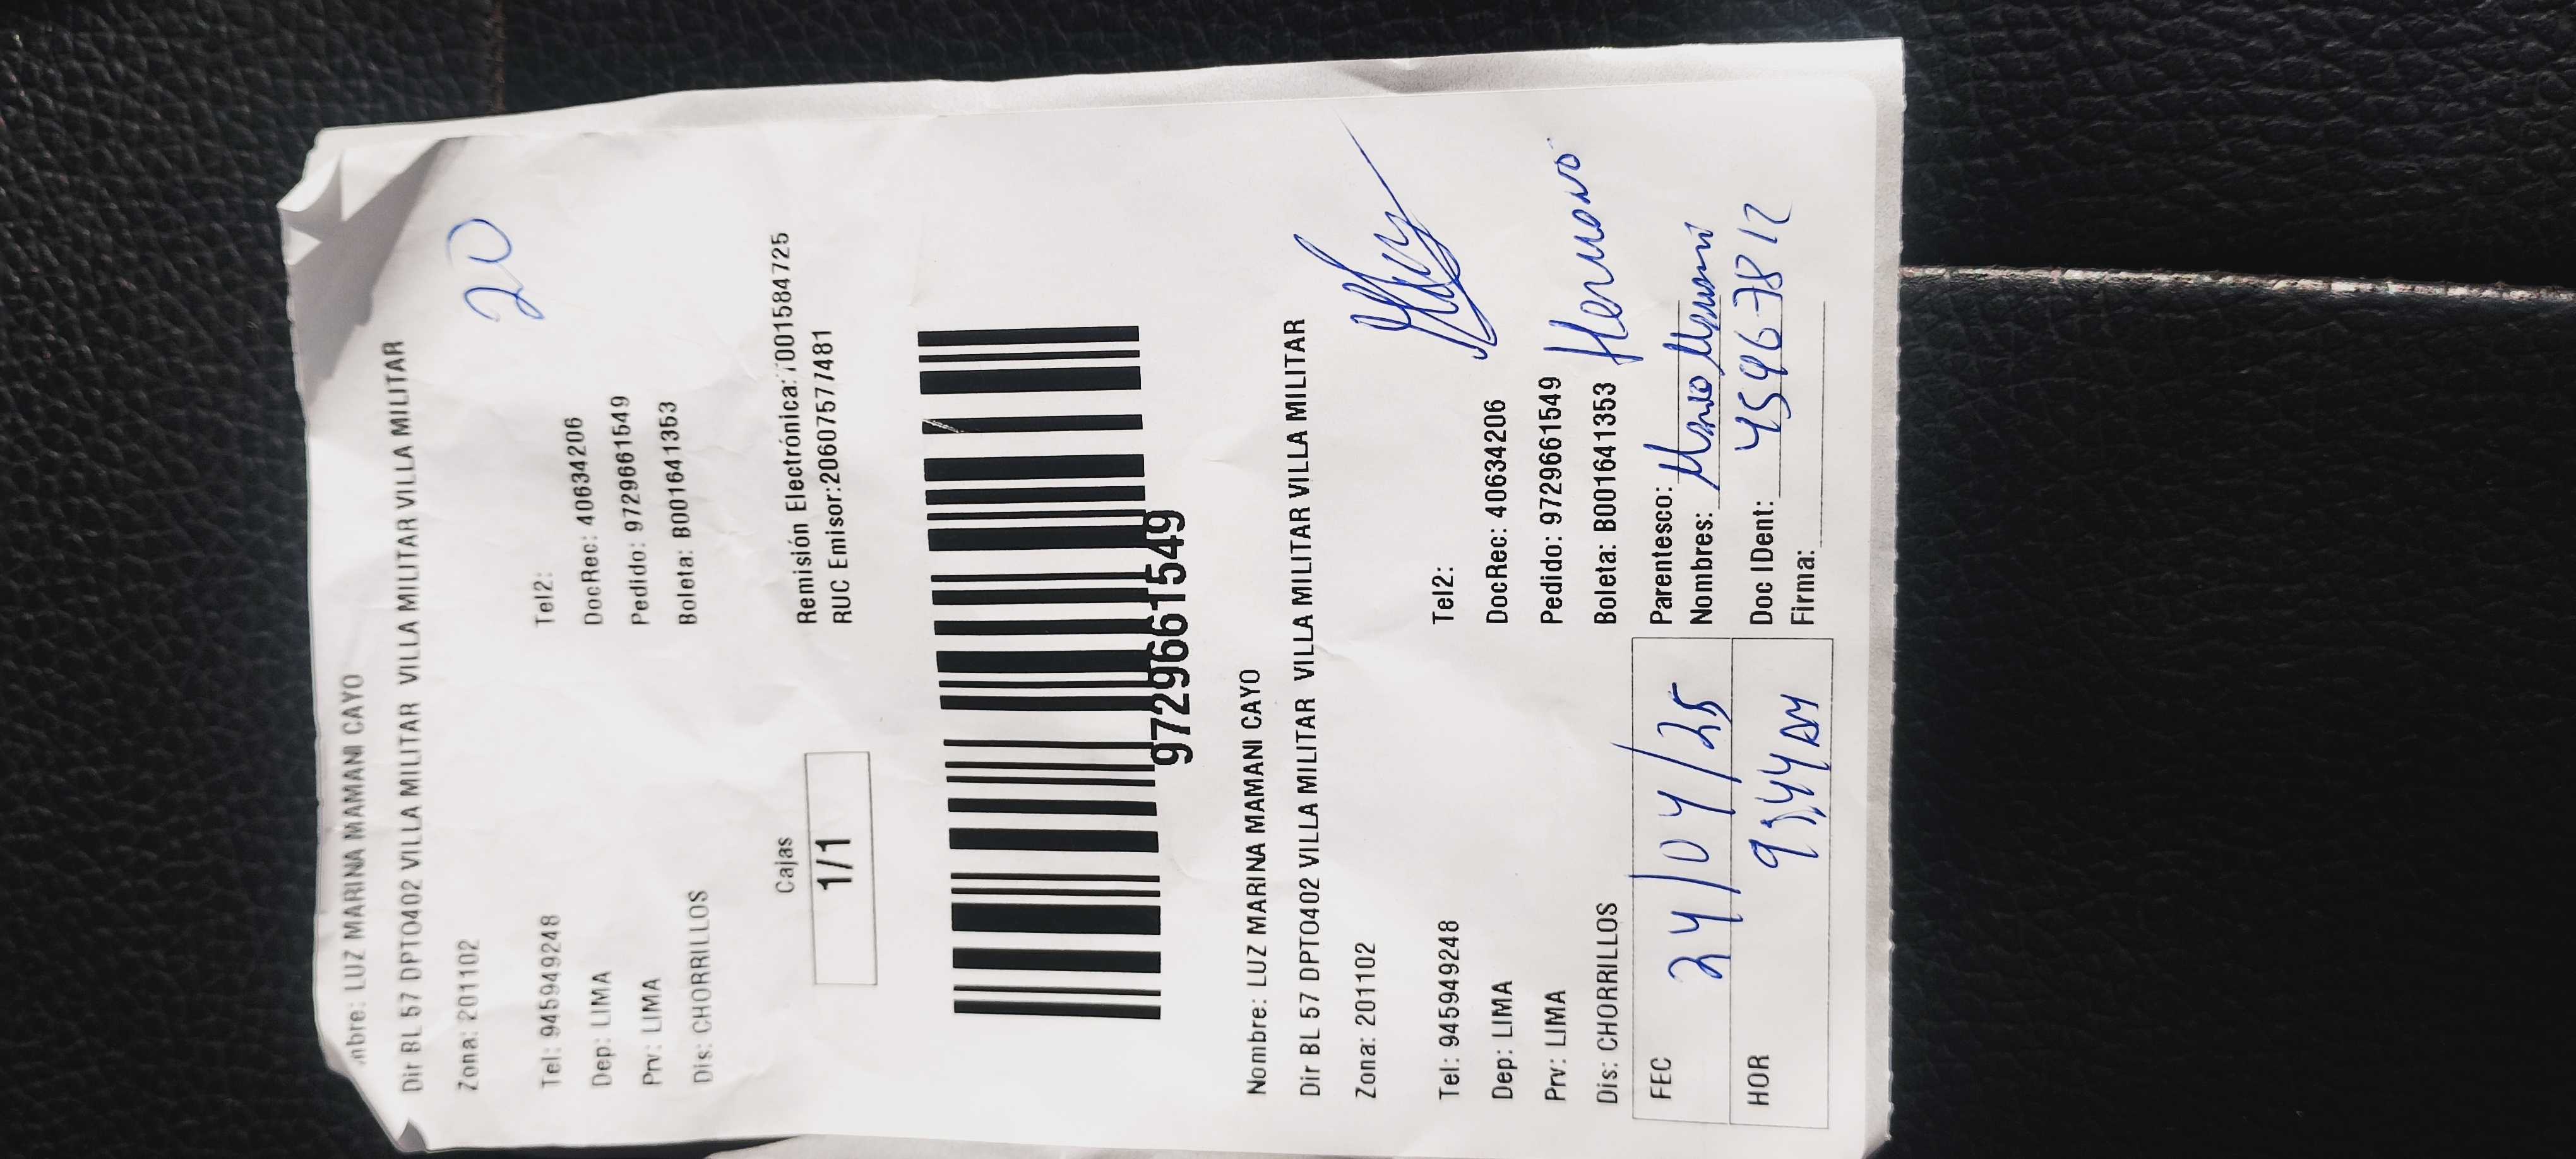 nbre: LUZ MARINA MAMANI CAYO
Dir BL 57 DPTO402 VILLA MILITAR VILLA MILITAR VILLA MILITAR
20
Zona: 201102
Tel: 945949248 Tel2:
Dep: LIMA DocRec: 40634206
Prv: LIMA Pedido: 9729661549
Dis: CHORRILLOS Boleta: B001641353
Cajas Remisión Electrónica: T001584725
1/1 RUC Emisor:20607577481
9729661549
Nombre: LUZ MARINA MAMANI CAYO
Dir BL 57 DPTO402 VILLA MILITAR VILLA MILITAR VILLA MILITAR
Zona: 201102
Tel: 945949248 Tel2:
Dep: LIMA DocRec: 40634206
Prv: LIMA Pedido: 9729661549
Dis: CHORRILLOS Boleta: B001641353 Hermano
FEC 24/04/25 Parentesco:
Nombres: Mamani
HOR 9:44 AM Doc IDent:
Firma: